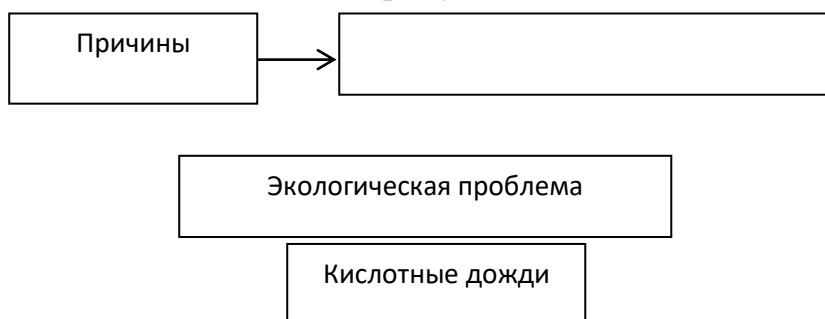 Причины
Экологическая проблема
Кислотные дожди